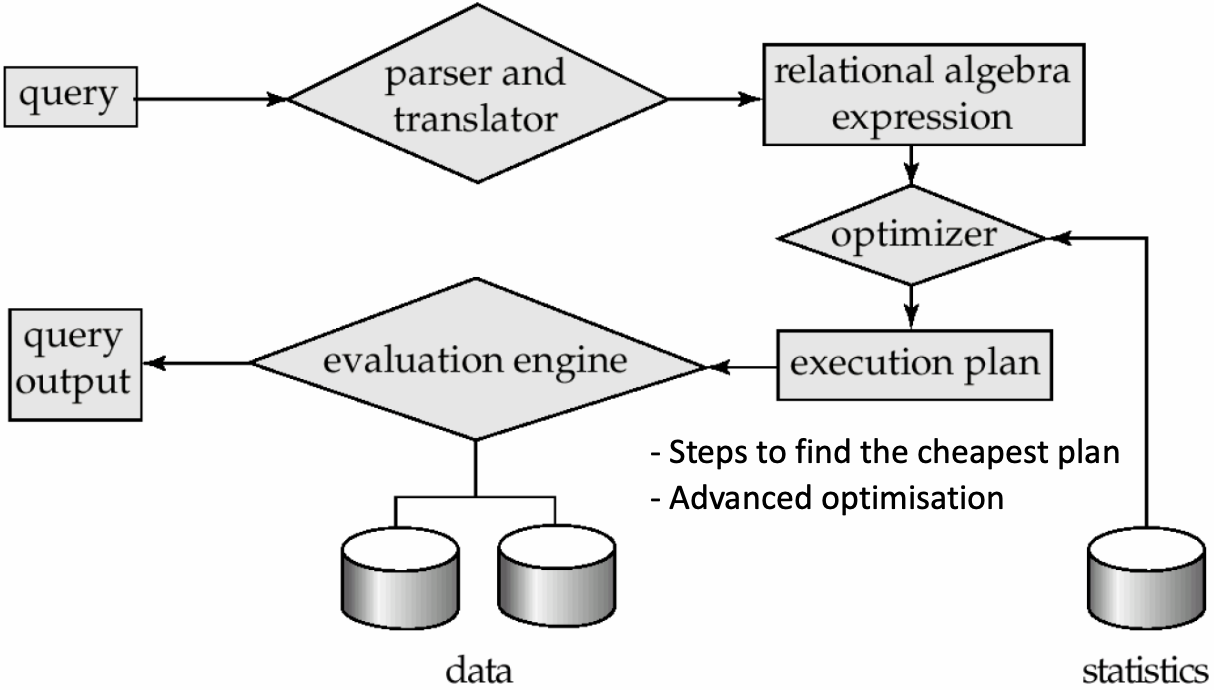 query
parser and
translator
relational algebra
expression
optimizer
query
output
evaluation engine
execution plan
- Steps to find the cheapest plan
- Advanced optimisation
data
statistics